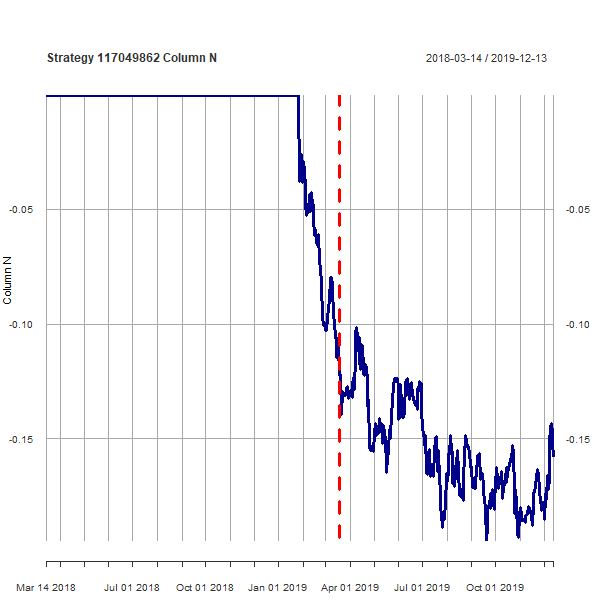 Strategy 117049862 Column N
2018-03-14 / 2019-12-13
Column N
-0.05
-0.05
-0.10
-0.10
-0.15
-0.15
Mar 14 2018
Jul 01 2018
Oct 01 2018
Jan 01 2019
Apr 01 2019
Jul 01 2019
Oct 01 2019